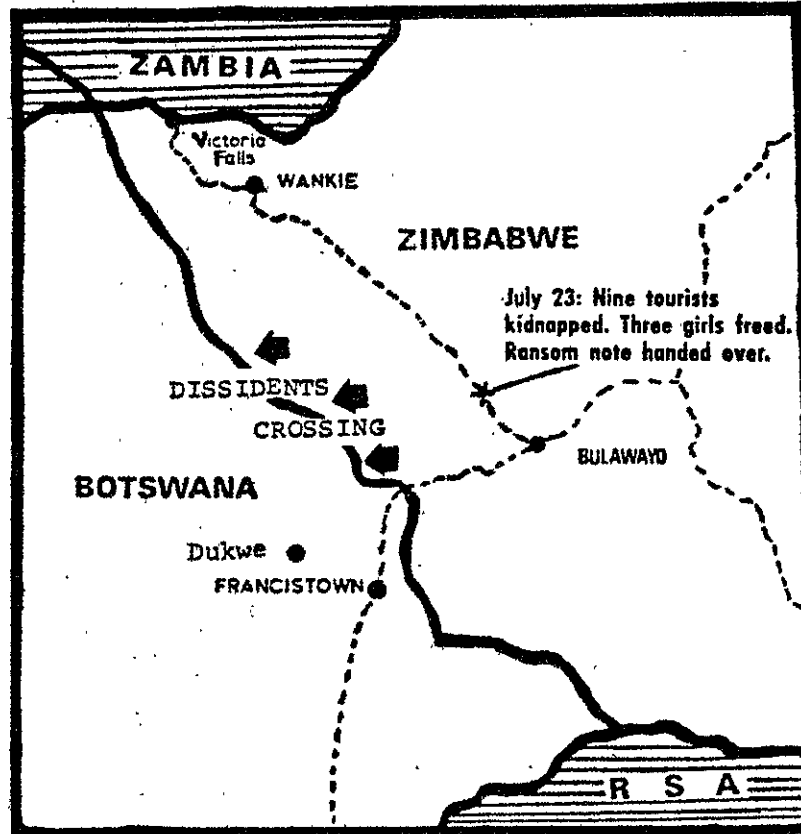 ZAMBIA
Victoria
Falls
WANKIE
ZIMBABWE
July 23: Nine tourists
kidnapped. Three girls freed.
Ransom note handed over.
DISSIDENTS
CROSSING
BULAWAYO
BOTSWANA
Dukwe
FRANCISTOWN
R S A